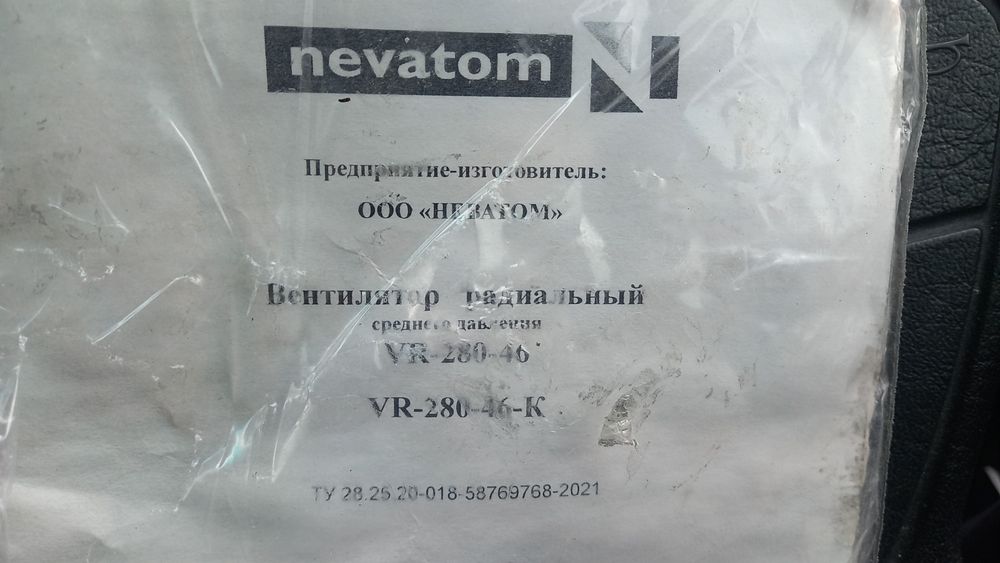 nevatom
Предприятие-изготовитель:
ООО «НЕВАТОМ»
Вентилятор радиальный
среднего давления
VR-280-46
VR-280-46-К
ТУ 28.25.20-018-58769768-2021